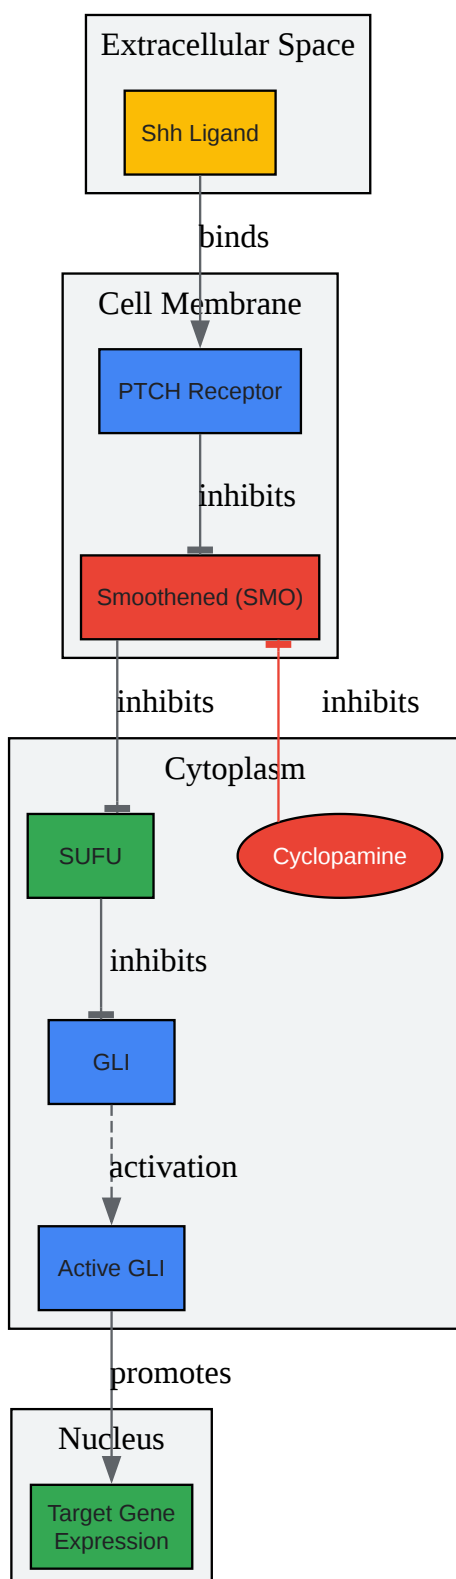 Extracellular Space
Shh Ligand
binds
Cell Membrane
PTCH Receptor
inhibits
Smoothened (SMO)
inhibits
inhibits
Cytoplasm
SUFU
Cyclopamine
inhibits
GLI
activation
Active GLI
promotes
Nucleus
Target Gene
Expression